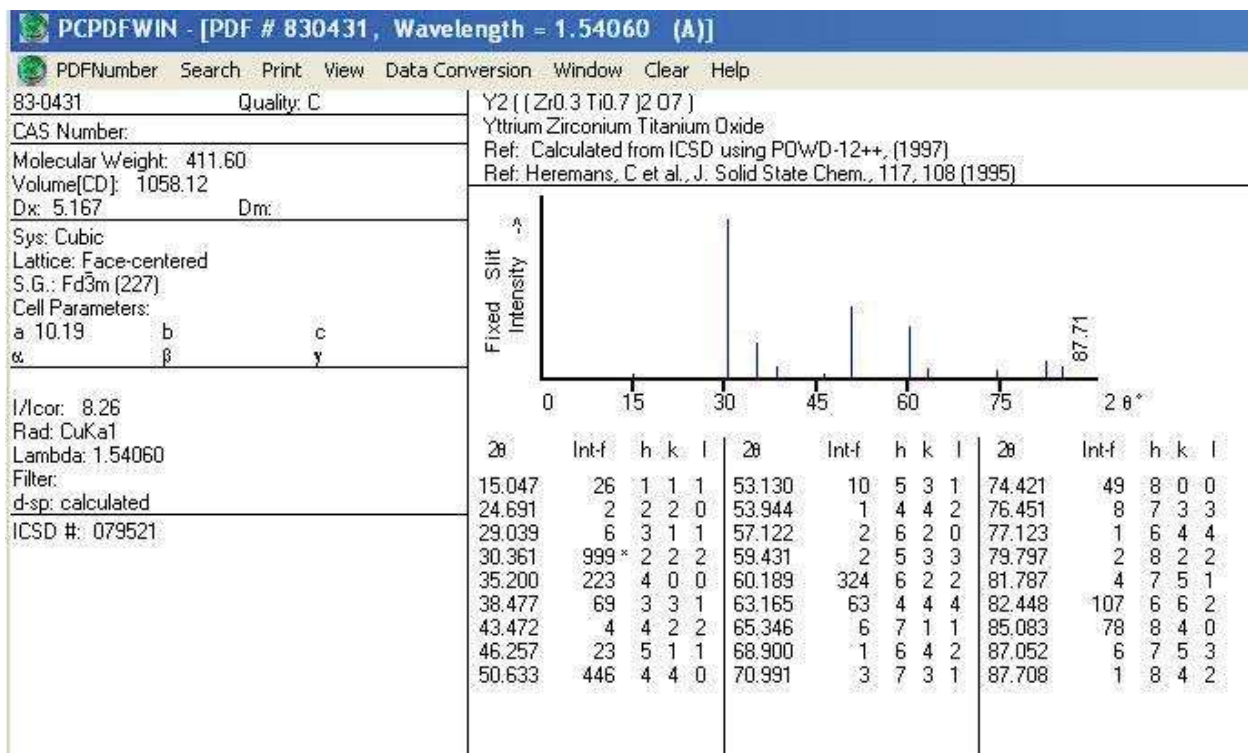 PCPDFWIN - [PDF # 830431, Wavelength = 1.54060 (A)]
PDFNumber Search Print View Data Conversion Window Clear Help
83-0431 Quality: C
CAS Number:
Molecular Weight: 411.60
Volume[CD]: 1058.12
Dx: 5.167 Dm:
Sys: Cubic
Lattice: Face-centered
S.G.: Fd3̄m (227)
Cell Parameters:
a 10.19 b c
α β γ
I/Icor: 8.26
Rad: CuKa1
Lambda: 1.54060
Filter:
d-sp: calculated
ICSD #: 079521
Y2 ( ( Zr0.3 Ti0.7 )2 O7 )
Yttrium Zirconium Titanium Oxide
Ref: Calculated from ICSD using POWD-12++, (1997)
Ref: Heremans, C et al., J. Solid State Chem., 117, 108 (1995)
Fixed Slit
Intensity ->
87.71
0 15 30 45 60 75 2 θ°
2θ Int-f h k l 2θ Int-f h k l 2θ Int-f h k l
15.047 26 1 1 1 53.130 10 5 3 1 74.421 49 8 0 0
24.691 2 2 2 0 53.944 1 4 4 2 76.451 8 7 3 3
29.039 6 3 1 1 57.122 2 6 2 0 77.123 1 6 4 4
30.361 999 * 2 2 2 59.431 2 5 3 3 79.797 2 8 2 2
35.200 223 4 0 0 60.189 324 6 2 2 81.787 4 7 5 1
38.477 69 3 3 1 63.165 63 4 4 4 82.448 107 6 6 2
43.472 4 4 2 2 65.346 6 7 1 1 85.083 78 8 4 0
46.257 23 5 1 1 68.900 1 6 4 2 87.052 6 7 5 3
50.633 446 4 4 0 70.991 3 7 3 1 87.708 1 8 4 2